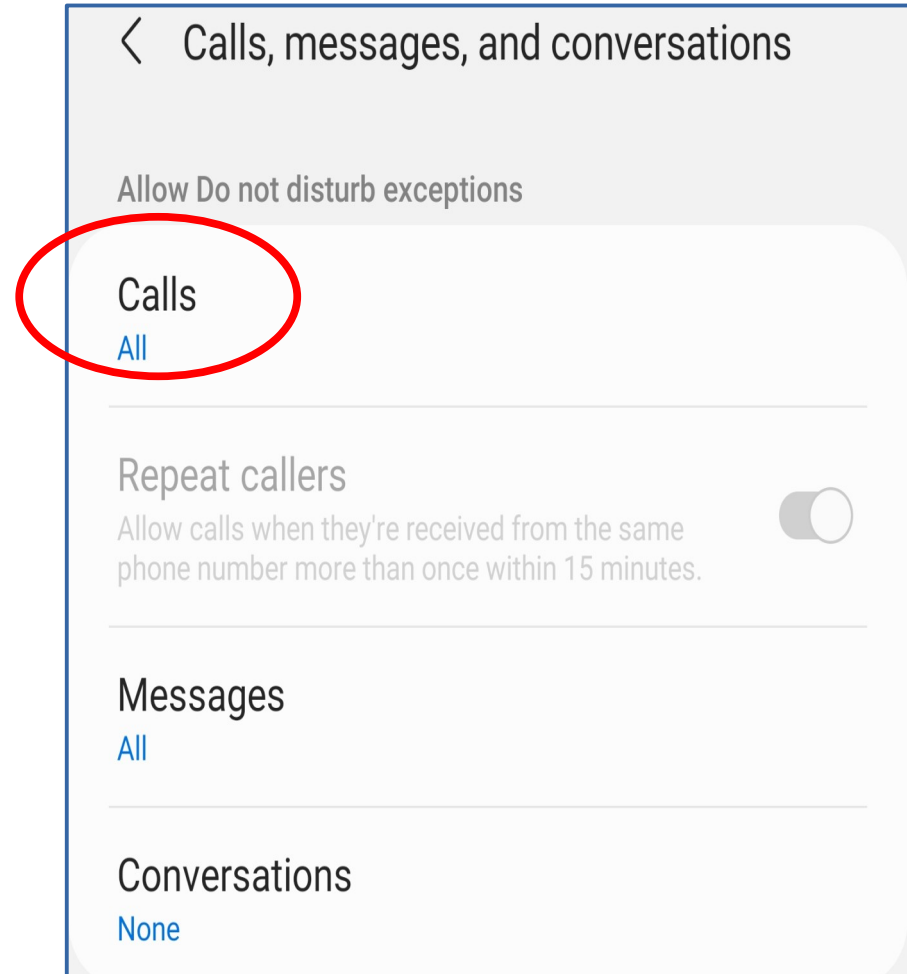 Calls, messages, and conversations
Allow Do not disturb exceptions
Calls
All
Repeat callers
Allow calls when they're received from the same
phone number more than once within 15 minutes.
Messages
All
Conversations
None